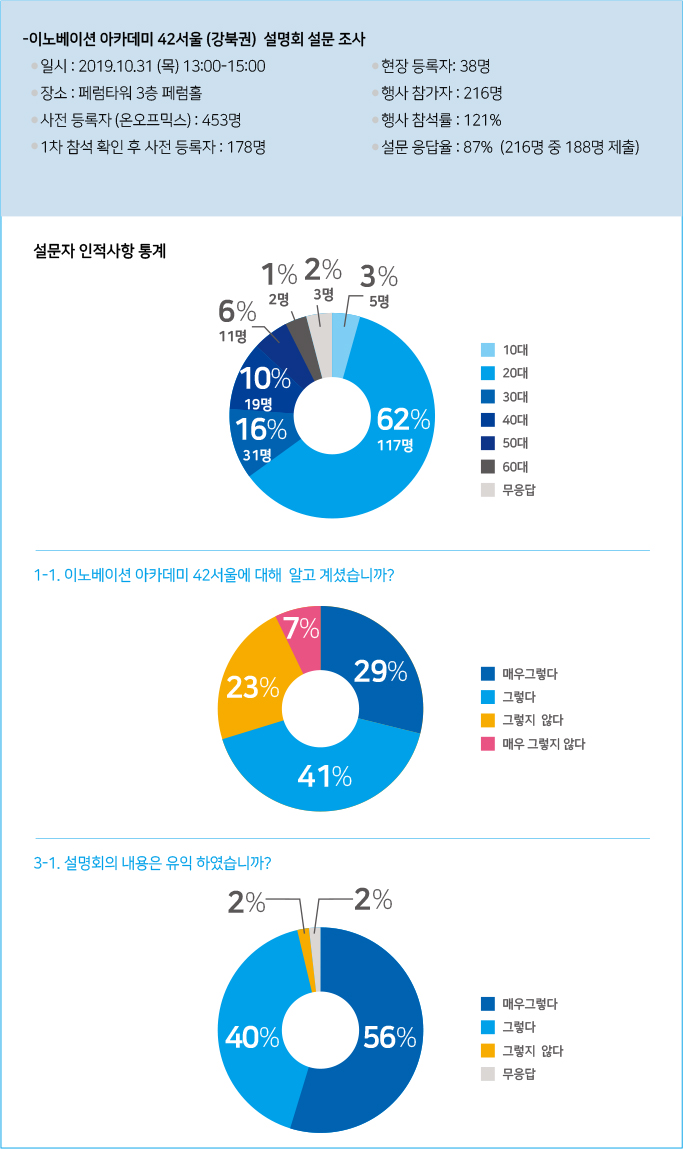 -이노베이션 아카데미 42서울 (강북권) 설명회 설문 조사
일시 : 2019.10.31 (목) 13:00-15:00
장소 : 페럼타워 3층 페럼홀
사전 등록자 (온오프믹스) : 453명
1차 참석 확인 후 사전 등록자 : 178명
현장 등록자: 38명
행사 참가자 : 216명
행사 참석률 : 121%
설문 응답율 : 87% (216명 중 188명 제출)
설문자 인적사항 통계
6%
11명
1%
2명
2%
3명
3%
5명
10%
19명
16%
31명
62%
117명
10대
20대
30대
40대
50대
60대
무응답
1-1. 이노베이션 아카데미 42서울에 대해 알고 계셨습니까?
7%
29%
23%
41%
매우그렇다
그렇다
그렇지 않다
매우 그렇지 않다
3-1. 설명회의 내용은 유익 하였습니까?
2%
2%
40%
56%
매우그렇다
그렇다
그렇지 않다
무응답